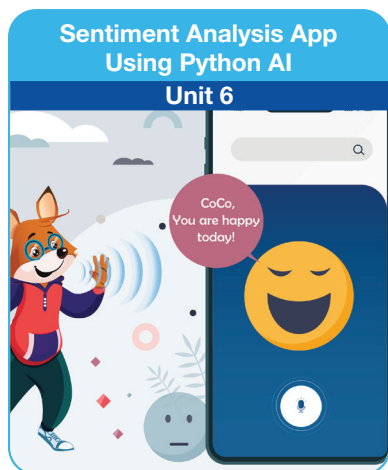 Sentiment Analysis App
Using Python AI
Unit 6
CoCo,
You are happy
today!